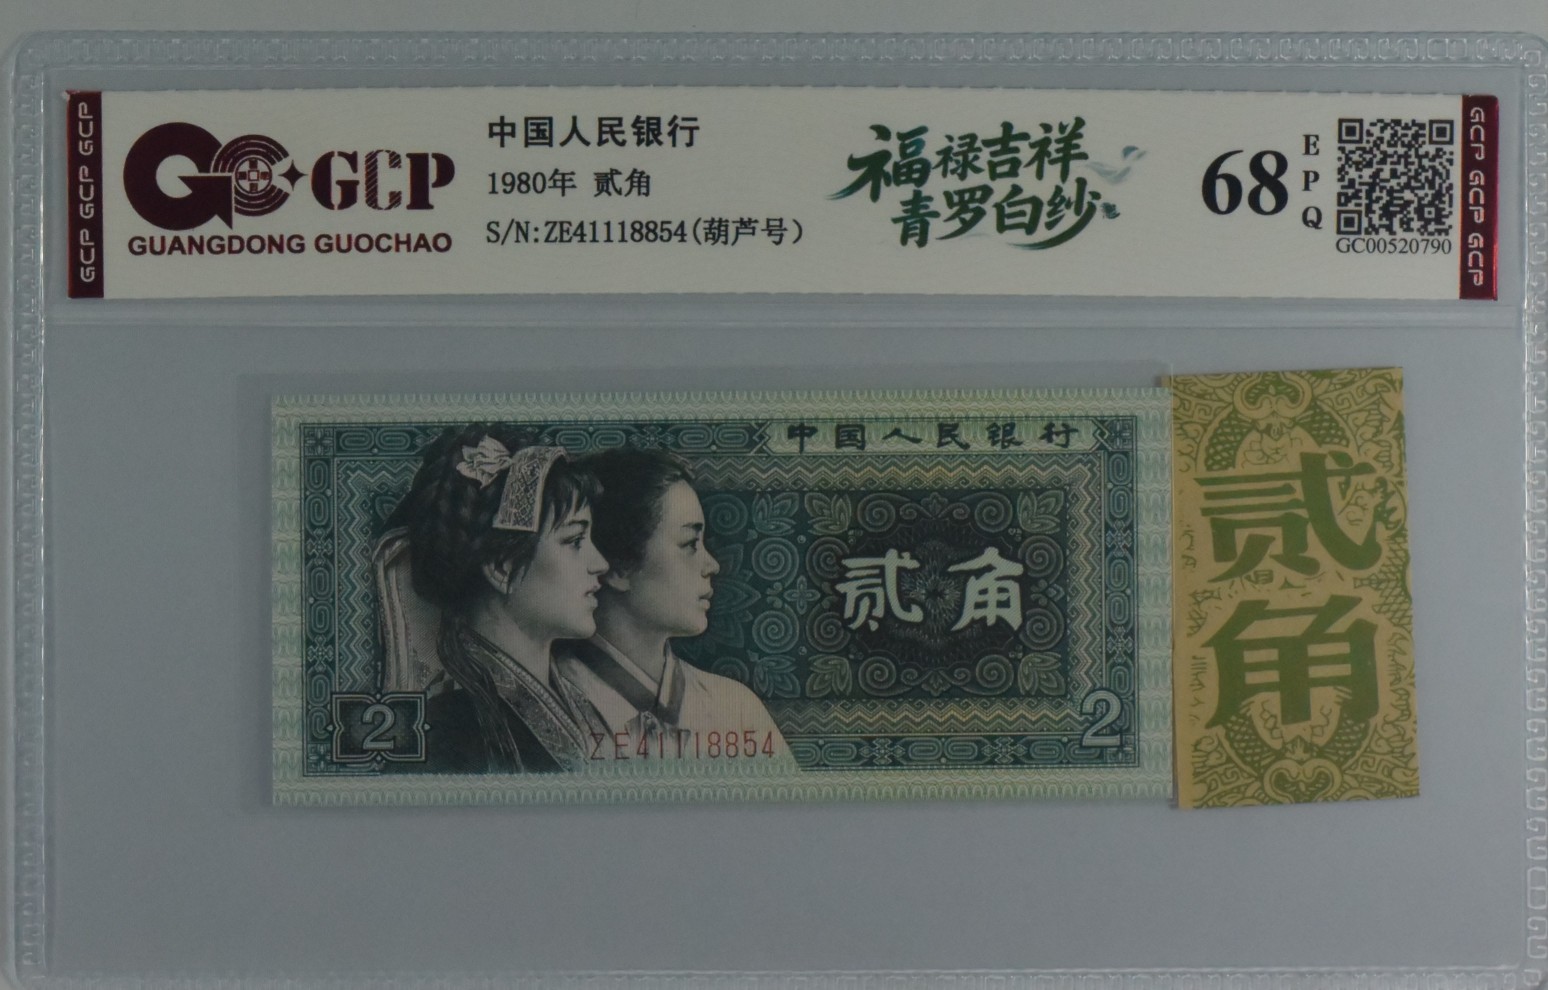 GCP GCP GCP
GCP
GUANGDONG GUOCHAO
中国人民银行
1980年 贰角
S/N:ZE41118854(葫芦号)
福禄吉祥
青罗白纱
68
EPQ
GC00520790
GCP GCP GCP
中国人民银行
贰角
2
ZE41118854
2
贰角